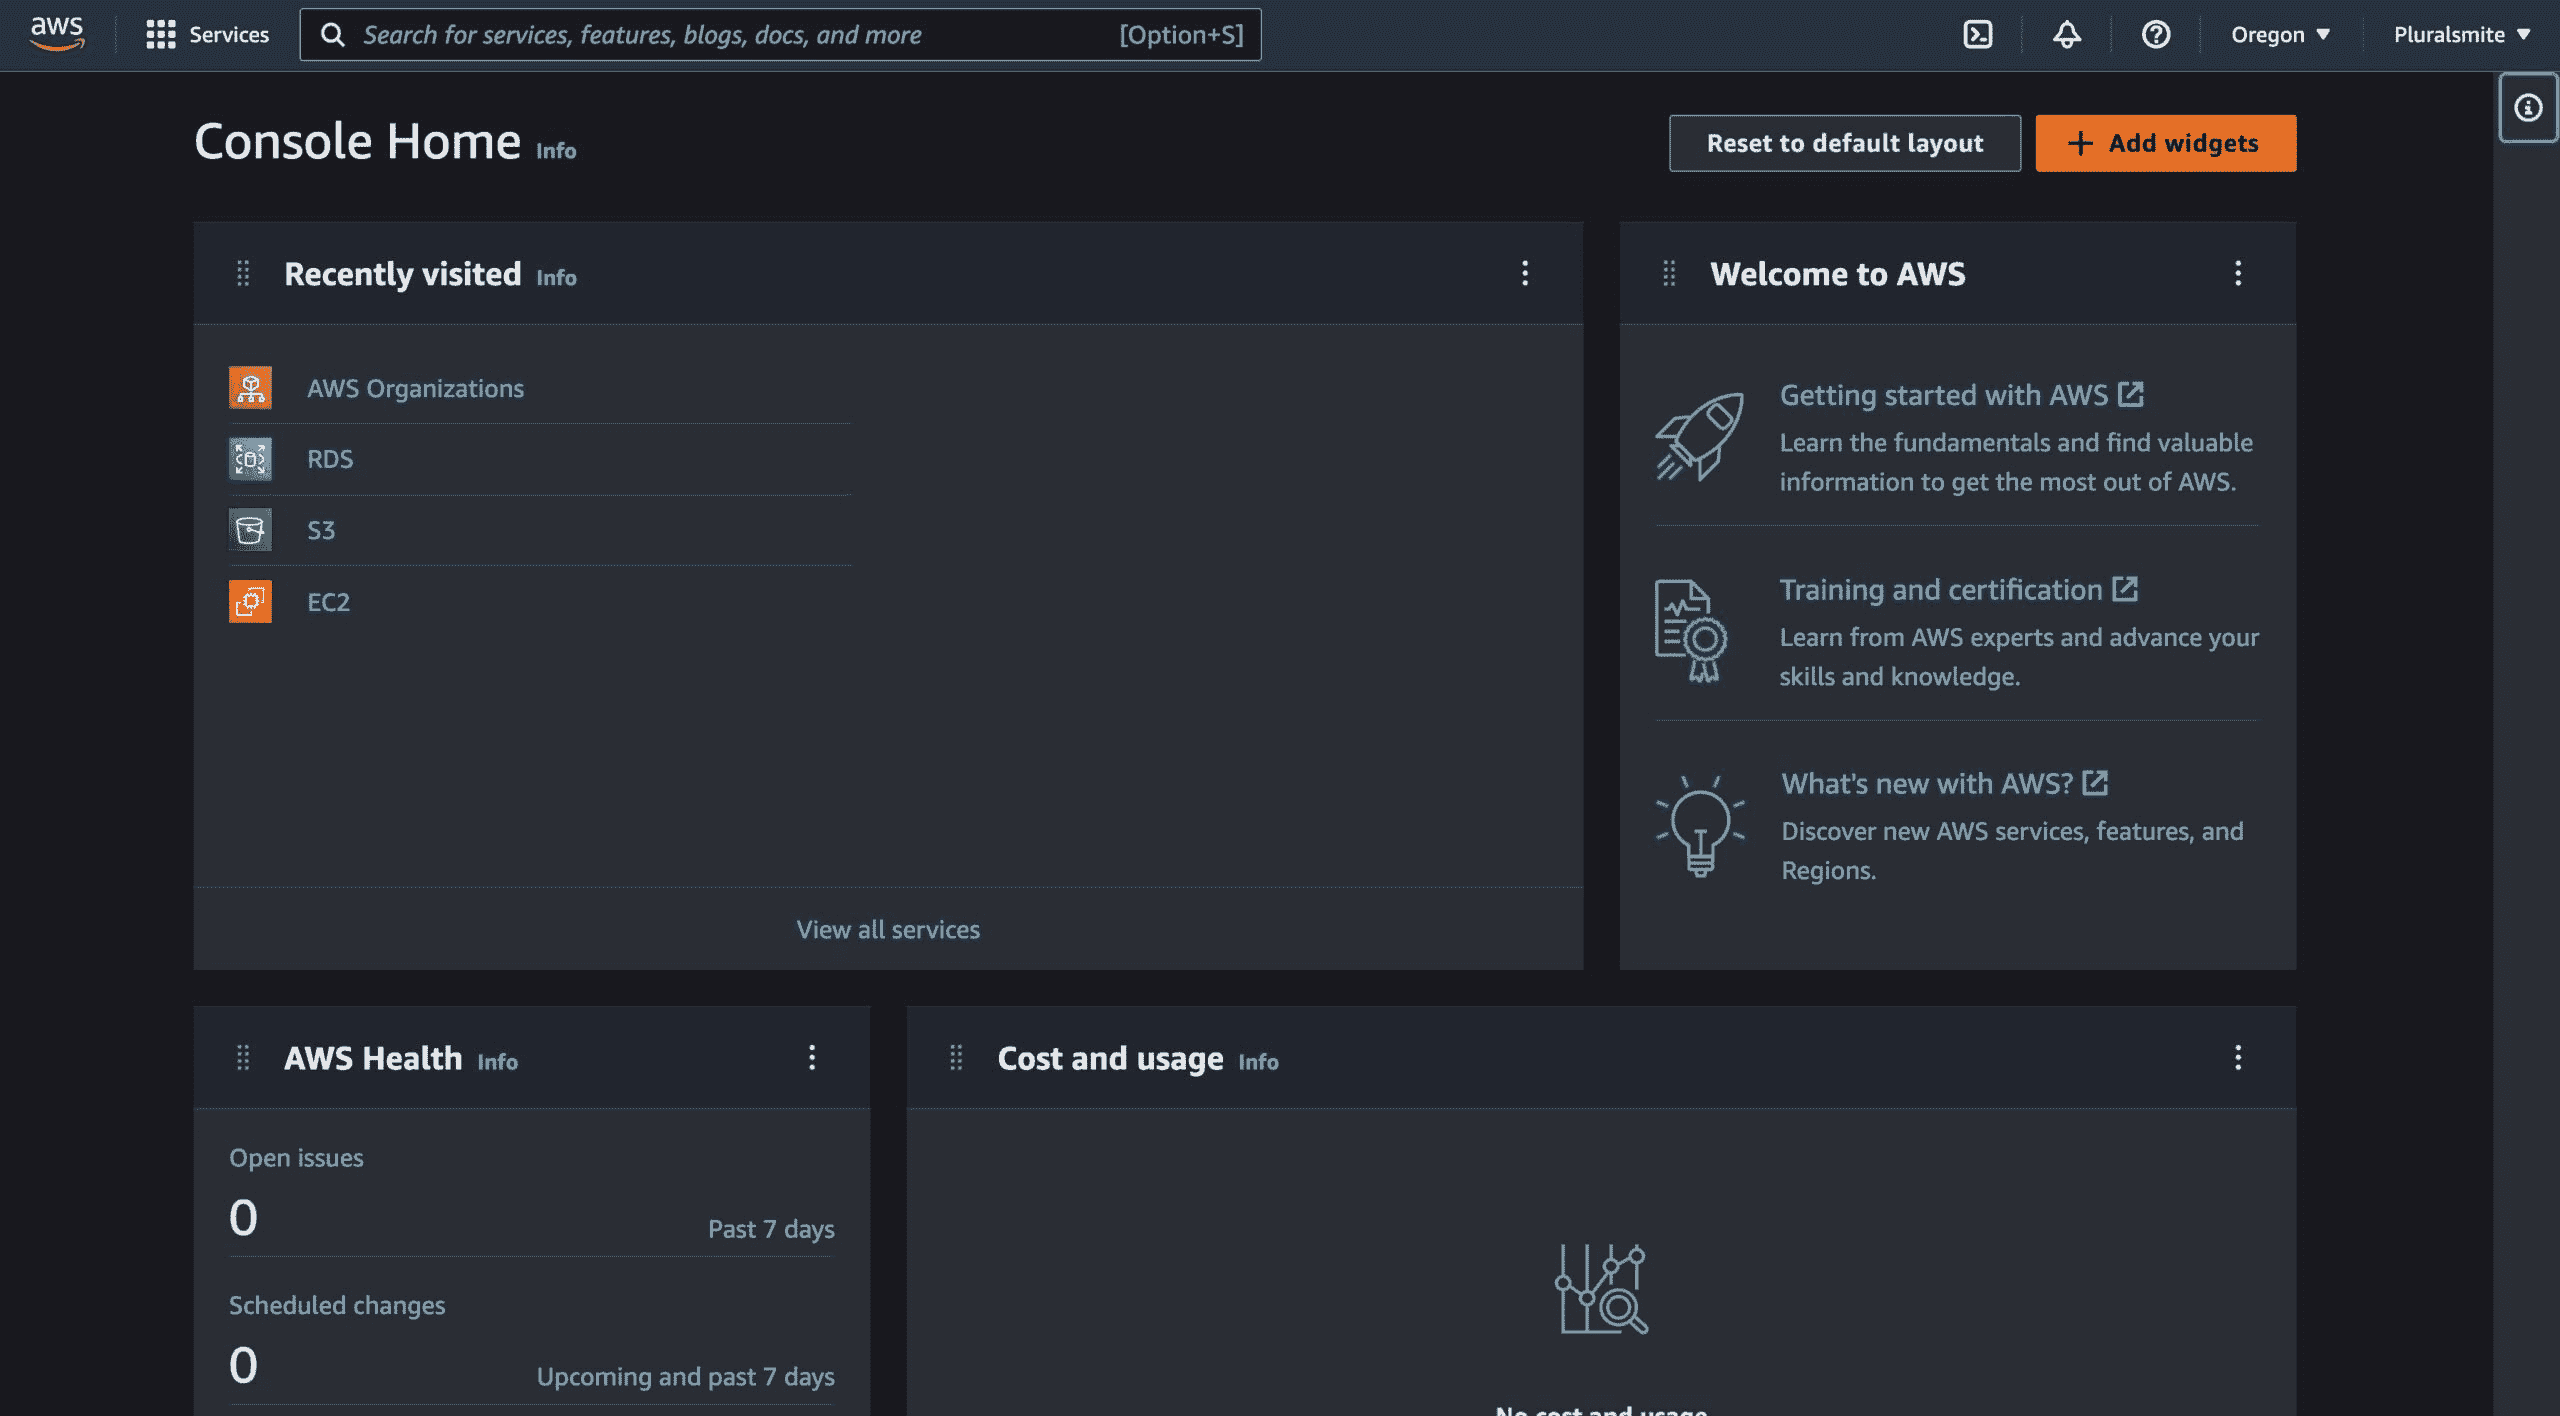 aws
Services
Search for services, features, blogs, docs, and more
[Option+S]
Oregon
Pluralsmite
Console Home Info
Reset to default layout
Add widgets
Recently visited Info
AWS Organizations
RDS
S3
EC2
View all services
Welcome to AWS
Getting started with AWS
Learn the fundamentals and find valuable
information to get the most out of AWS.
Training and certification
Learn from AWS experts and advance your
skills and knowledge.
What's new with AWS?
Discover new AWS services, features, and
Regions.
AWS Health Info
Open issues
0
Past 7 days
Scheduled changes
0
Upcoming and past 7 days
Cost and usage Info
No cost and usage